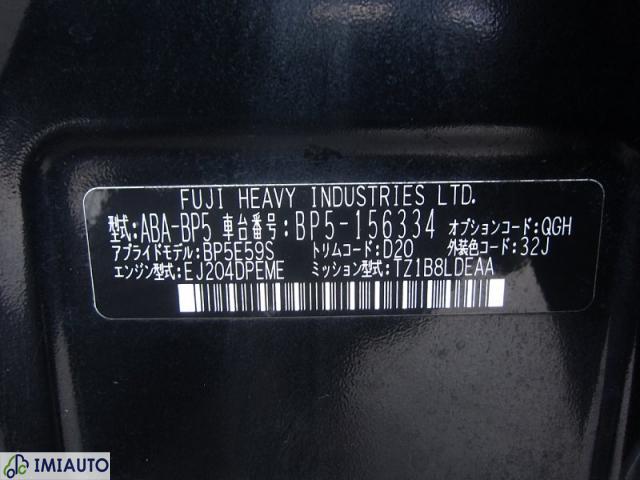 FUJI HEAVY INDUSTRIES LTD.
型式:ABA-BP5 車台番号:BP5-156334 オプションコード:QGH
アプライドモデル:BP5E59S トリムコード:D20 外装色コード:32J
エンジン型式:EJ204DPEME ミッション型式:TZ1B8LDEAA
IMIAUTO